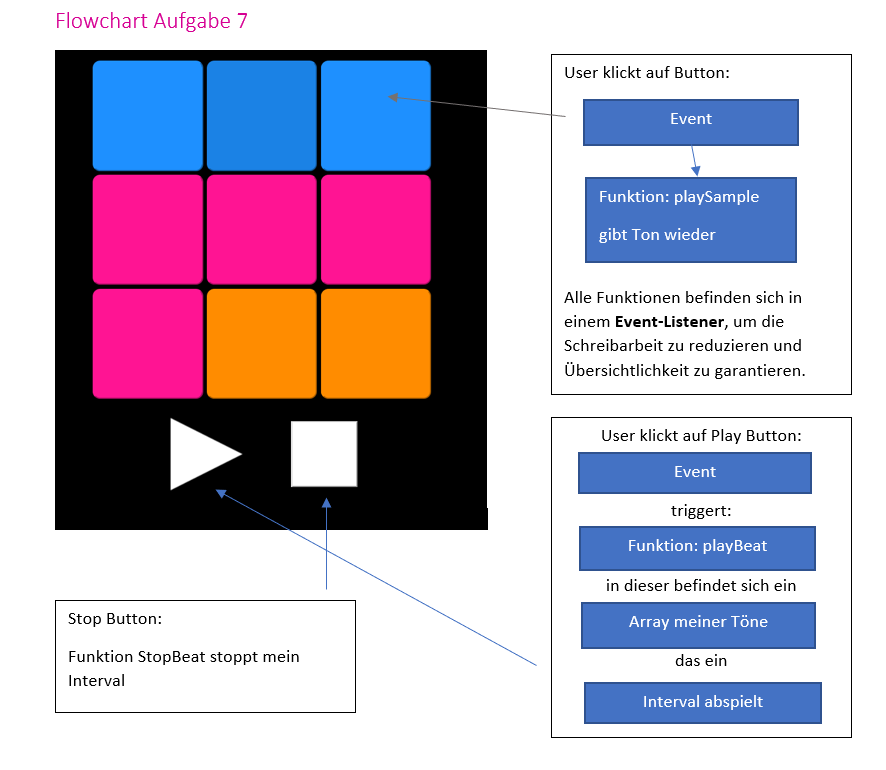 Flowchart Aufgabe 7
User klickt auf Button:
Event
Funktion: playSample
gibt Ton wieder
Alle Funktionen befinden sich in
einem Event-Listener, um die
Schreibarbeit zu reduzieren und
Übersichtlichkeit zu garantieren.
User klickt auf Play Button:
Event
triggert:
Funktion: playBeat
in dieser befindet sich ein
Array meiner Töne
das ein
Interval abspielt
Stop Button:
Funktion StopBeat stoppt mein
Interval